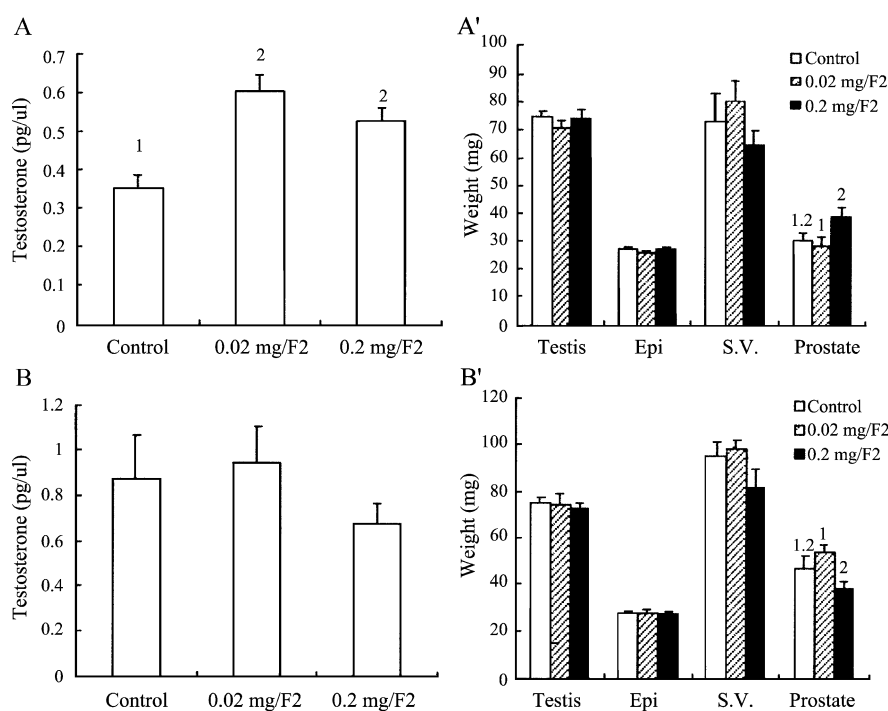 A
Testosterone (pg/ul)
0.7
0.6
0.5
0.4
0.3
0.2
0.1
0
1
2
2
Control 0.02 mg/F2 0.2 mg/F2
A'
Weight (mg)
100
90
80
70
60
50
40
30
20
10
Control
0.02 mg/F2
0.2 mg/F2
1.2 1 2
Testis Epi S.V. Prostate
B
Testosterone (pg/ul)
1.2
1
0.8
0.6
0.4
0.2
0
Control 0.02 mg/F2 0.2 mg/F2
B'
Weight (mg)
120
100
80
60
40
20
0
Control
0.02 mg/F2
0.2 mg/F2
1.2 1 2
Testis Epi S.V. Prostate